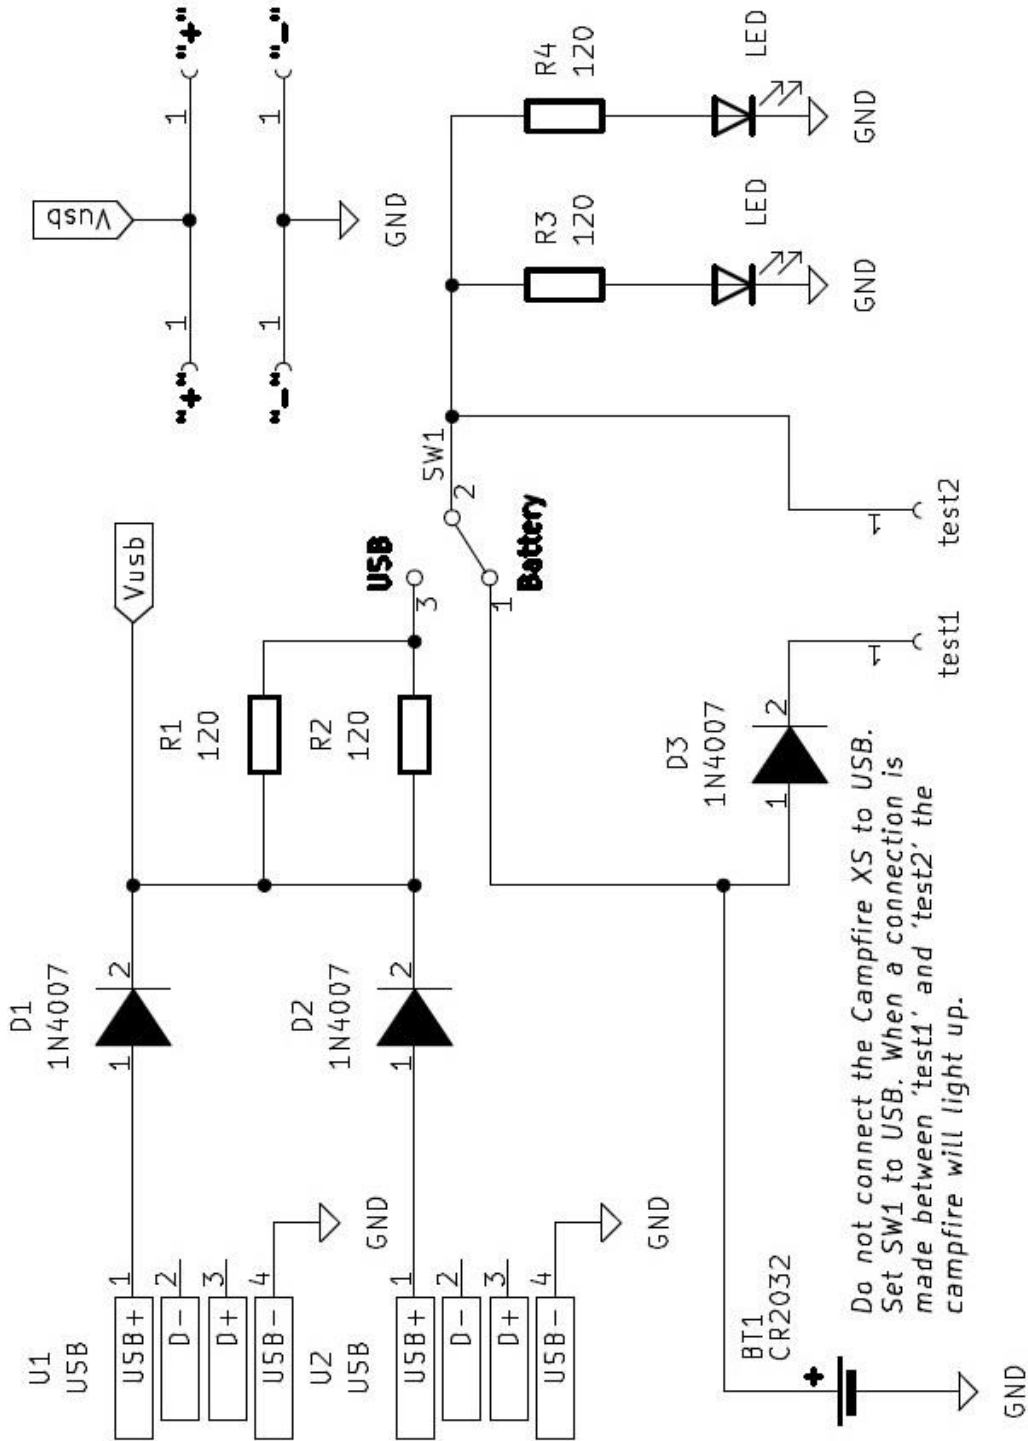 U1
USB
USB+ 1
D- 2
D+ 3
USB- 4
GND
D1
1N4007
1 2
Vusb
U2
USB
USB+ 1
D- 2
D+ 3
USB- 4
GND
D2
1N4007
1 2
R1
120
R2
120
USB
3
SW1
2
1
Battery
Vusb
"+" 1 1 "+"
"-" 1 1 "-"
GND
R3
120
LED
GND
R4
120
LED
GND
D3
1N4007
1 2
1
test1
1
test2
BT1
CR2032
+
GND
Do not connect the Campfire XS to USB.
Set SW1 to USB. When a connection is
made between 'test1' and 'test2' the
campfire will light up.